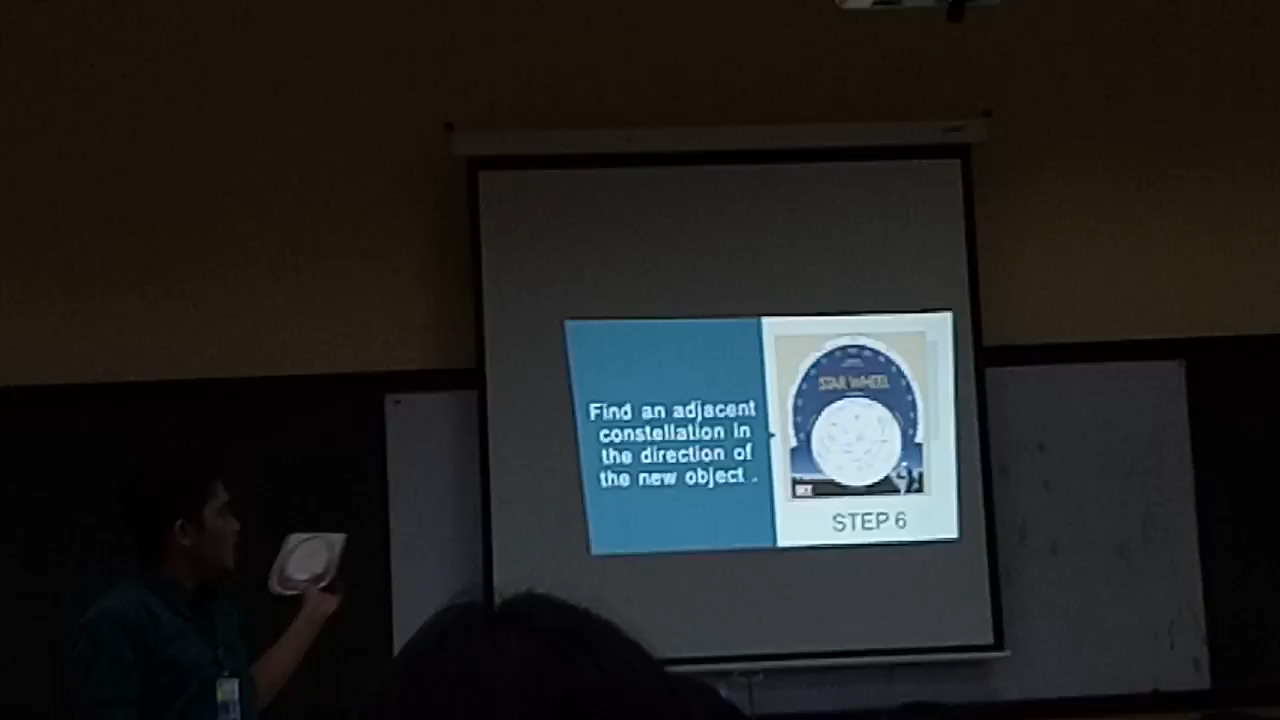 Find an adjacent
constellation in
the direction of
the new object .
STAR WHEEL
STEP 6